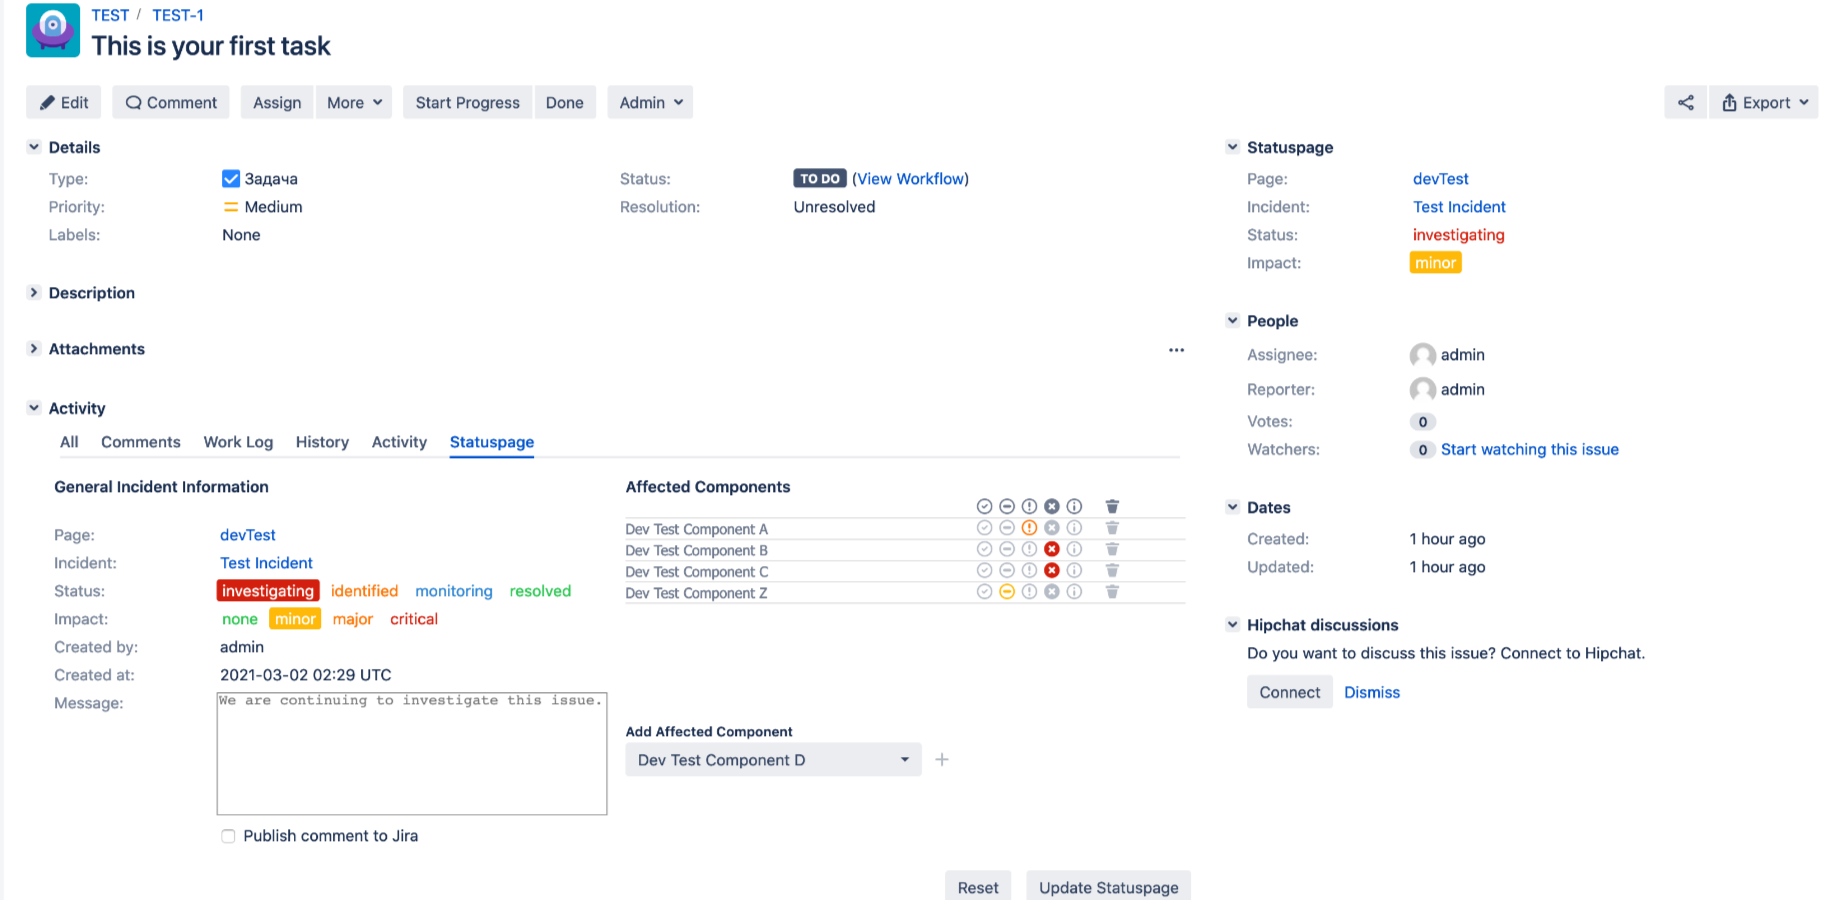 TEST / TEST-1
This is your first task
Edit Comment Assign More Start Progress Done Admin Export
Details
Type: Задача
Priority: Medium
Labels: None
Status: TO DO (View Workflow)
Resolution: Unresolved
Description
Attachments
Activity
All Comments Work Log History Activity Statuspage
General Incident Information
Page: devTest
Incident: Test Incident
Status: investigating identified monitoring resolved
Impact: none minor major critical
Created by: admin
Created at: 2021-03-02 02:29 UTC
Message: We are continuing to investigate this issue.
Publish comment to Jira
Affected Components
Dev Test Component A
Dev Test Component B
Dev Test Component C
Dev Test Component Z
Add Affected Component
Dev Test Component D
Reset Update Statuspage
Statuspage
Page: devTest
Incident: Test Incident
Status: investigating
Impact: minor
People
Assignee: admin
Reporter: admin
Votes: 0
Watchers: 0 Start watching this issue
Dates
Created: 1 hour ago
Updated: 1 hour ago
Hipchat discussions
Do you want to discuss this issue? Connect to Hipchat.
Connect Dismiss